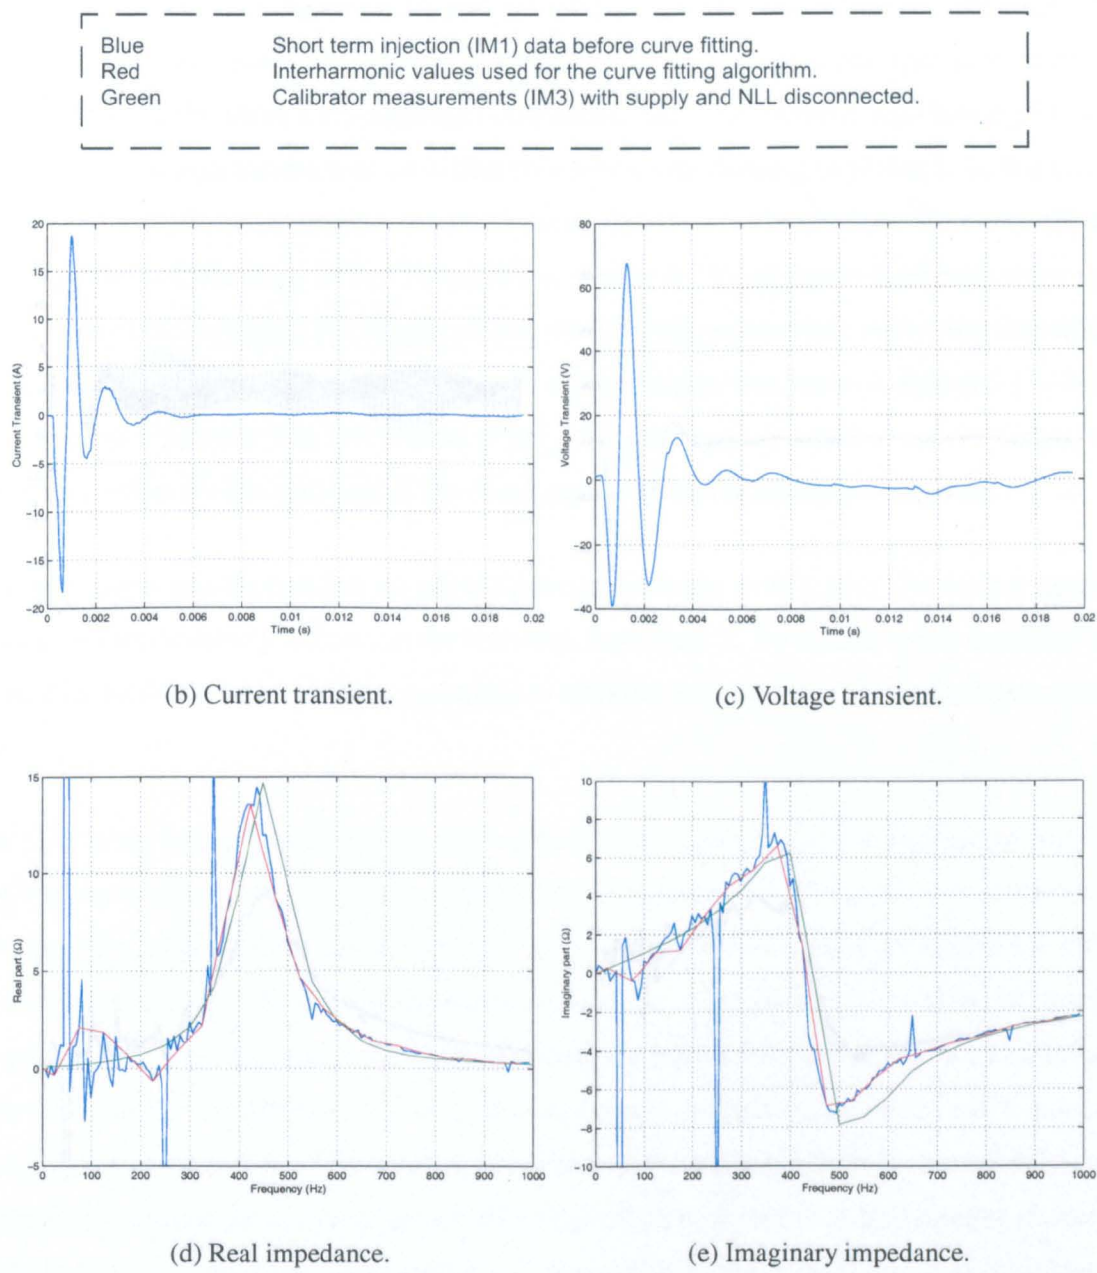 Blue Short term injection (IM1) data before curve fitting.
Red Interharmonic values used for the curve fitting algorithm.
Green Calibrator measurements (IM3) with supply and NLL disconnected.
20
15
10
5
0
−5
−10
−15
−20
Current Transient (A)
0 0.002 0.004 0.006 0.008 0.01 0.012 0.014 0.016 0.018 0.02
Time (s)
80
60
40
20
0
−20
−40
Voltage Transient (V)
0 0.002 0.004 0.006 0.008 0.01 0.012 0.014 0.016 0.018 0.02
Time (s)
(b) Current transient.
(c) Voltage transient.
15
10
5
0
−5
Real part (Ω)
0 100 200 300 400 500 600 700 800 900 1000
Frequency (Hz)
10
8
6
4
2
0
−2
−4
−6
−8
−10
Imaginary part (Ω)
0 100 200 300 400 500 600 700 800 900 1000
Frequency (Hz)
(d) Real impedance.
(e) Imaginary impedance.